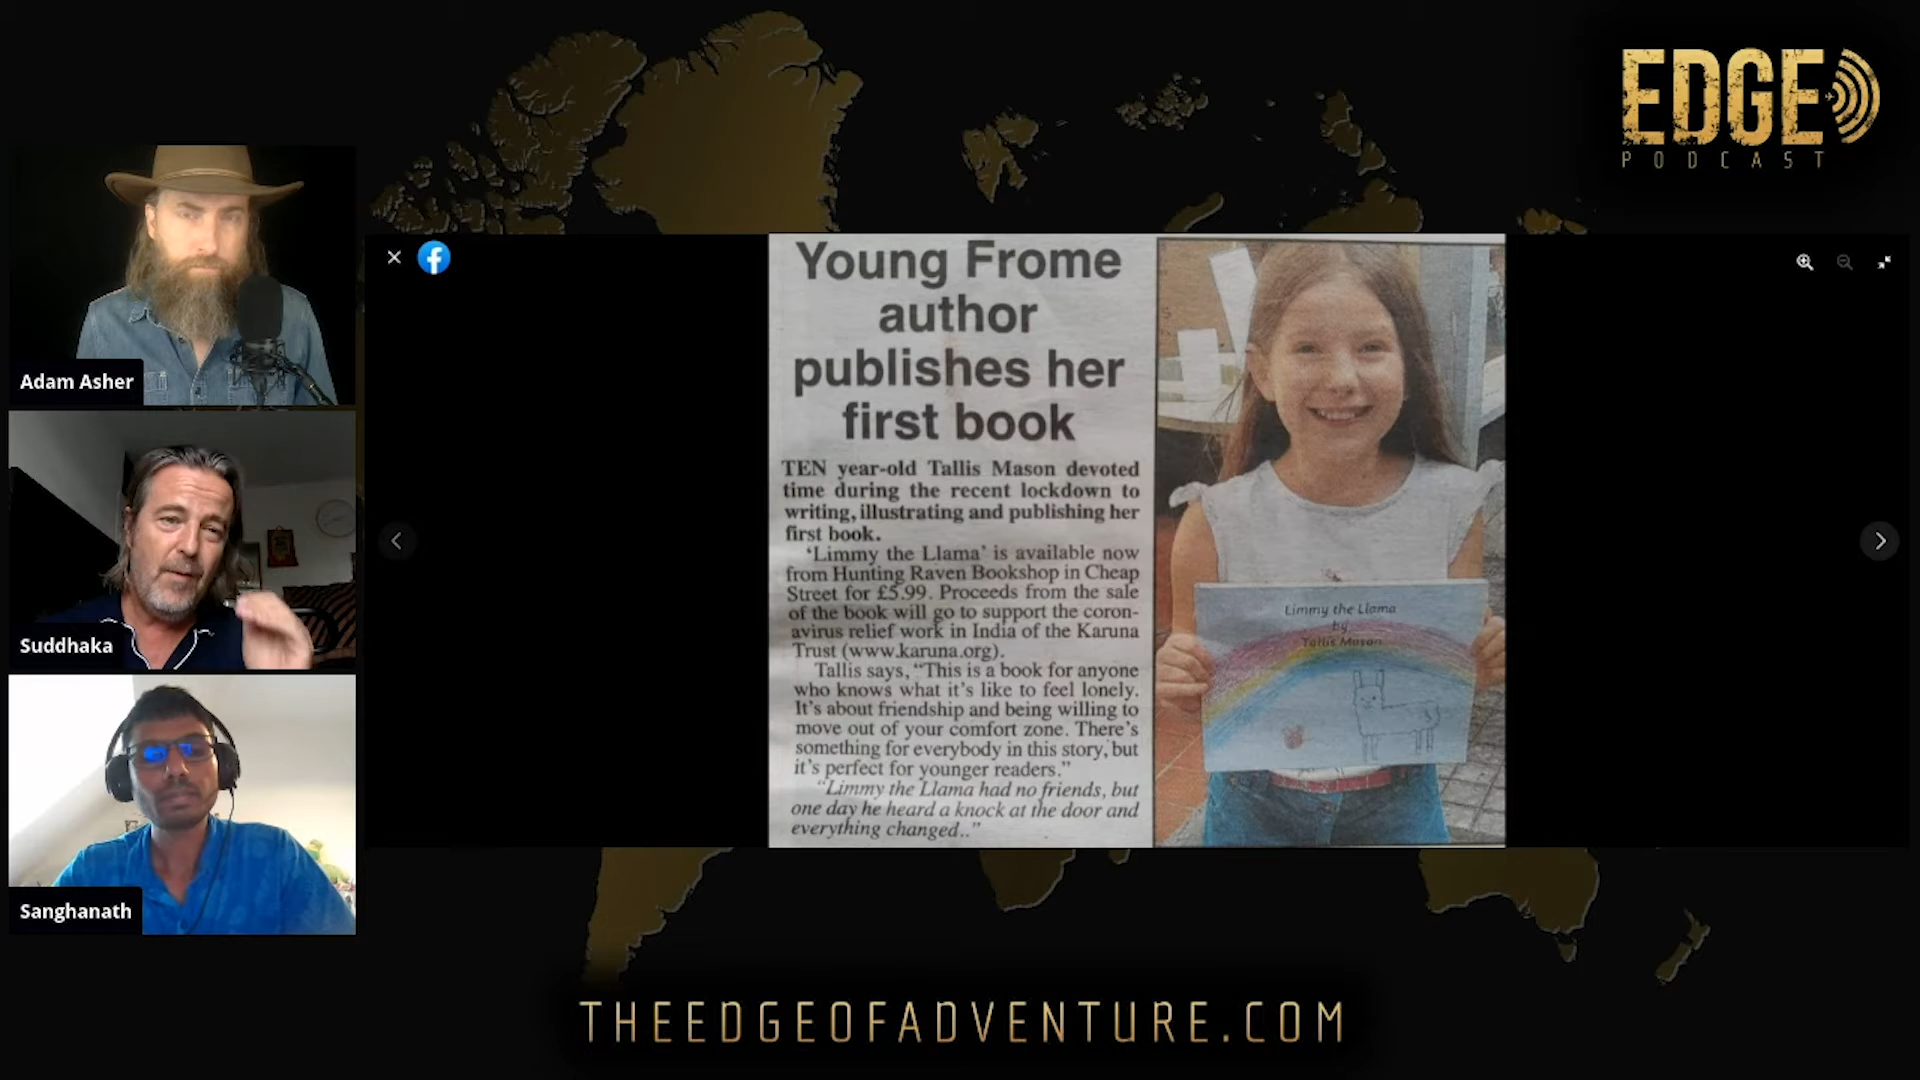 EDGE
PODCAST
Adam Asher
Suddhaka
Sanghanath
Young Frome
author
publishes her
first book
TEN year-old Tallis Mason devoted
time during the recent lockdown to
writing, illustrating and publishing her
first book.
‘Limmy the Llama’ is available now
from Hunting Raven Bookshop in Cheap
Street for £5.99. Proceeds from the sale
of the book will go to support the coron-
avirus relief work in India of the Karuna
Trust (www.karuna.org).
Tallis says, “This is a book for anyone
who knows what it’s like to feel lonely.
It’s about friendship and being willing to
move out of your comfort zone. There’s
something for everybody in this story, but
it’s perfect for younger readers.”
“Limmy the Llama had no friends, but
one day he heard a knock at the door and
everything changed..”
Limmy the Llama
by
Tallis Mason
THEEDGEOFADVENTURE.COM